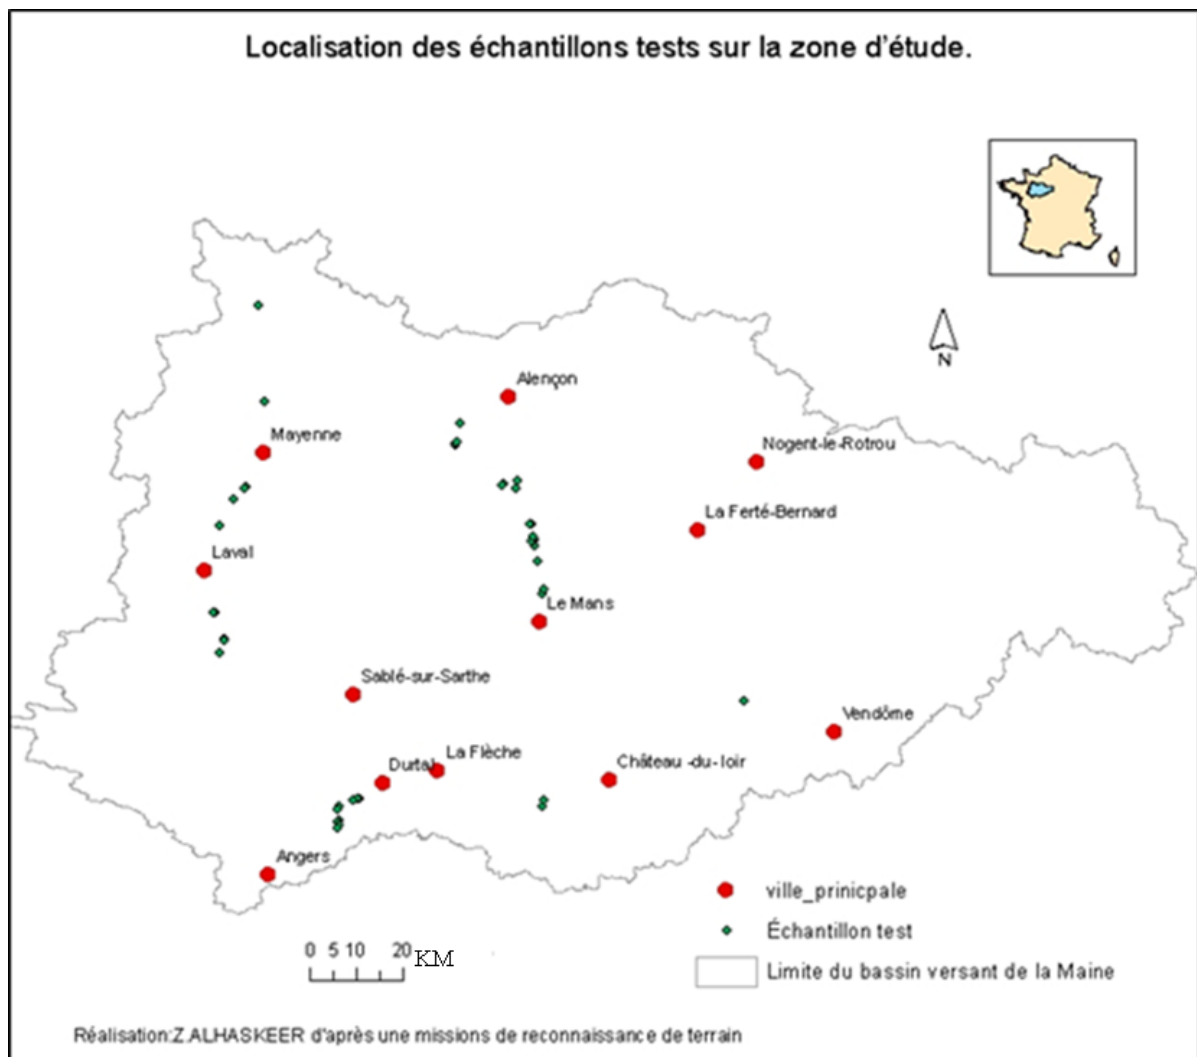 Localisation des échantillons tests sur la zone d'étude.
N
Alençon
Mayenne
Nogent-le-Rotrou
La Ferté-Bernard
Laval
Le Mans
Sablé-sur-Sarthe
Vendôme
La Flèche
Durtal
Château -du-loir
Angers
ville_prinicpale
Échantillon test
0 5 10 20 KM
Limite du bassin versant de la Maine
Réalisation:Z.ALHASKEER d'après une missions de reconnaissance de terrain